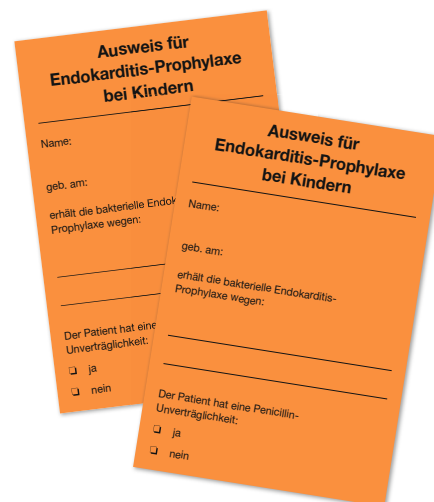 Ausweis für
Endokarditis-Prophylaxe
bei Kindern
Name:
geb. am:
erhält die bakterielle Endok
Prophylaxe wegen:
Der Patient hat eine
Unverträglichkeit:
❏ ja
❏ nein
Ausweis für
Endokarditis-Prophylaxe
bei Kindern
Name:
geb. am:
erhält die bakterielle Endokarditis-
Prophylaxe wegen:
Der Patient hat eine Penicillin-
Unverträglichkeit:
❏ ja
❏ nein